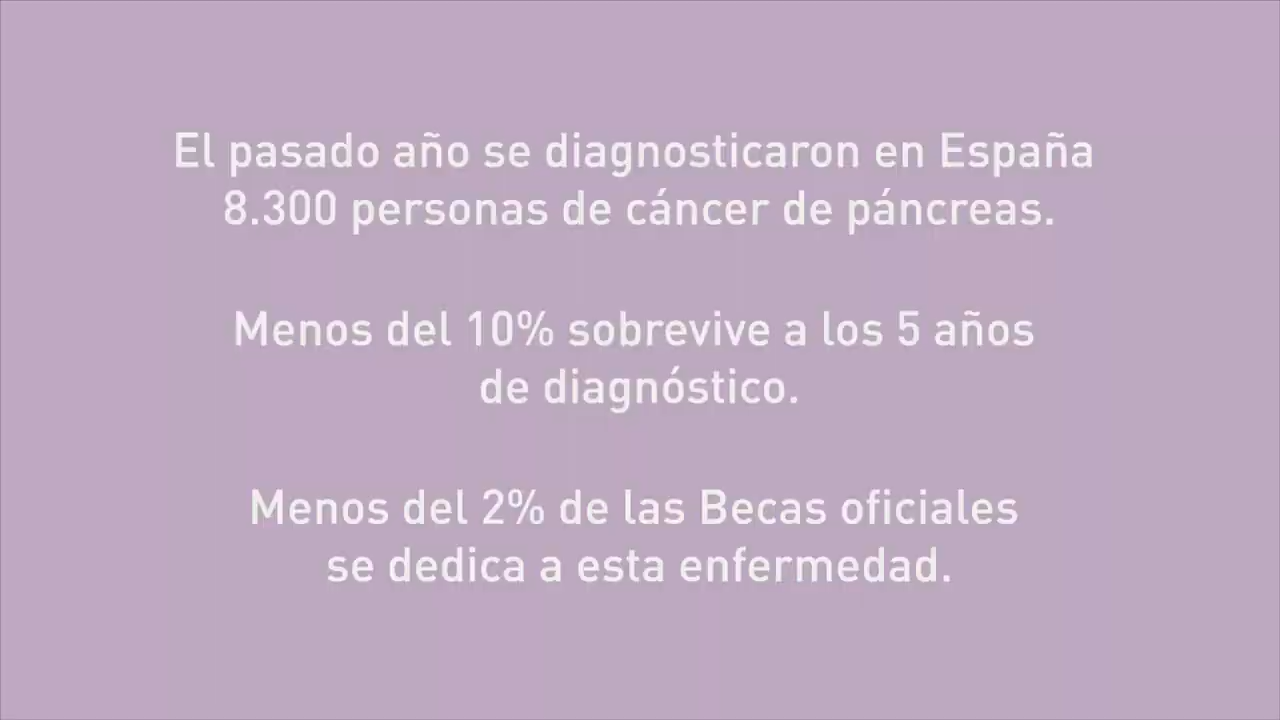 El pasado año se diagnosticaron en España
8.300 personas de cáncer de páncreas.
Menos del 10% sobrevive a los 5 años
de diagnóstico.
Menos del 2% de las Becas oficiales
se dedica a esta enfermedad.